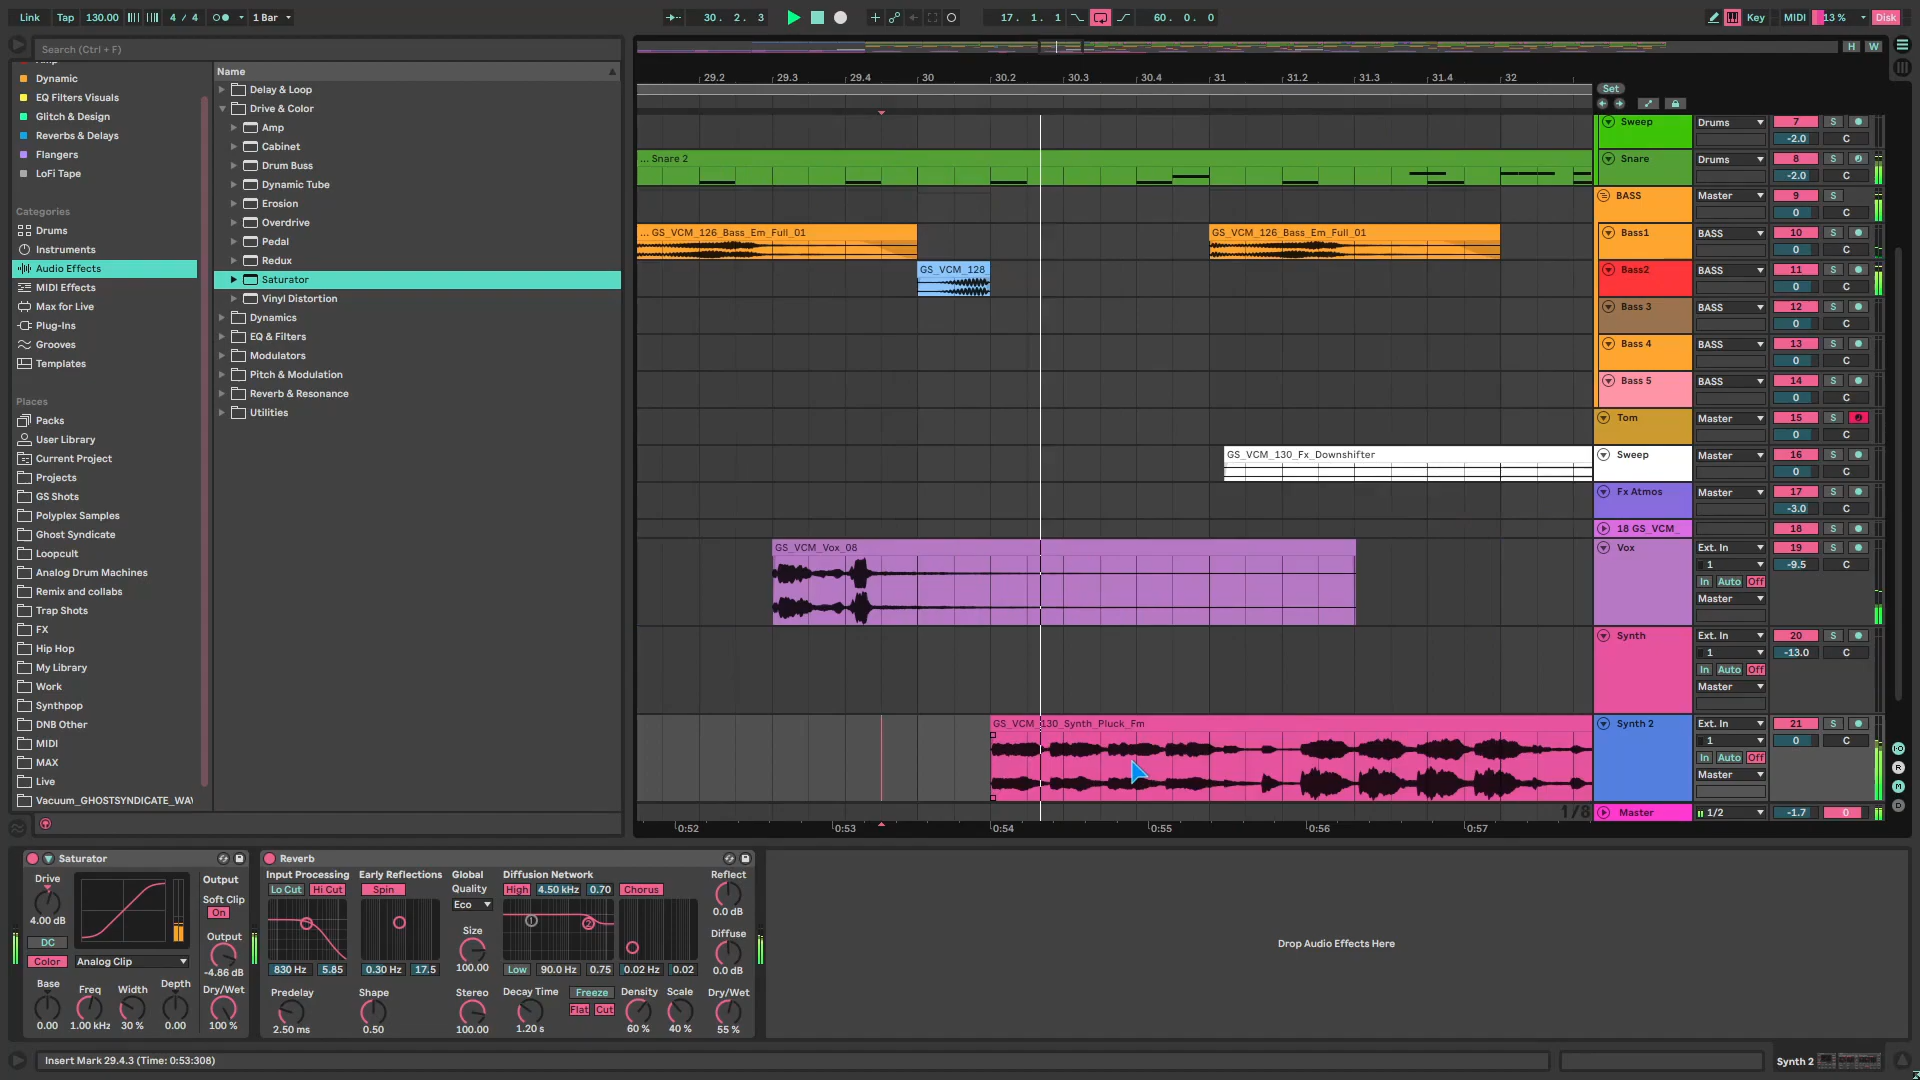 Link Tap 130.00 4 / 4 1 Bar 30. 2. 3 17. 1. 1 60. 0. 0 Key MIDI 13 % Disk
Search (Ctrl + F)
H W
Dynamic
EQ Filters Visuals
Glitch & Design
Reverbs & Delays
Flangers
LoFi Tape
Categories
Drums
Instruments
Audio Effects
MIDI Effects
Max for Live
Plug-Ins
Grooves
Templates
Places
Packs
User Library
Current Project
Projects
GS Shots
Polyplex Samples
Ghost Syndicate
Loopcult
Analog Drum Machines
Remix and collabs
Trap Shots
FX
Hip Hop
My Library
Work
Synthpop
DNB Other
MIDI
MAX
Live
Vacuum_GHOSTSYNDICATE_WAV
Name
Delay & Loop
Drive & Color
Amp
Cabinet
Drum Buss
Dynamic Tube
Erosion
Overdrive
Pedal
Redux
Saturator
Vinyl Distortion
Dynamics
EQ & Filters
Modulators
Pitch & Modulation
Reverb & Resonance
Utilities
29.2 29.3 29.4 30 30.2 30.3 30.4 31 31.2 31.3 31.4 32
Set
... Snare 2
... GS_VCM_126_Bass_Em_Full_01
GS_VCM_126_Bass_Em_Full_01
GS_VCM_128
GS_VCM_130_Fx_Downshifter
GS_VCM_Vox_08
GS_VCM_130_Synth_Pluck_Fm
1/8
0:52 0:53 0:54 0:55 0:56 0:57
Sweep Drums 7 S
-2.0 C
Snare Drums 8 S
-2.0 C
BASS Master 9 S
0 C
Bass1 BASS 10 S
0 C
Bass2 BASS 11 S
0 C
Bass 3 BASS 12 S
0 C
Bass 4 BASS 13 S
0 C
Bass 5 BASS 14 S
0 C
Tom Master 15 S
0 C
Sweep Master 16 S
0 C
Fx Atmos Master 17 S
-3.0 C
18 GS_VCM_ 18 S
Vox Ext. In 19 S
1 -9.5 C
In Auto Off
Master
Synth Ext. In 20 S
1 -13.0 C
In Auto Off
Master
Synth 2 Ext. In 21 S
1 0 C
In Auto Off
Master
Master 1/2 -1.7 0
I·O
R
M
D
Saturator
Drive
4.00 dB
DC
Color Analog Clip
Base Freq Width Depth
0.00 1.00 kHz 30 % 0.00
Output
Soft Clip
On
Output
-4.86 dB
Dry/Wet
100 %
Reverb
Input Processing
Lo Cut Hi Cut
830 Hz 5.85
Predelay
2.50 ms
Early Reflections
Spin
0.30 Hz 17.5
Shape
0.50
Global
Quality
Eco
Size
100.00
Stereo
100.00
Diffusion Network
High 4.50 kHz 0.70 Chorus
1 2
Low 90.0 Hz 0.75 0.02 Hz 0.02
Decay Time Freeze Density Scale
Flat Cut
1.20 s 60 % 40 %
Reflect
0.0 dB
Diffuse
0.0 dB
Dry/Wet
55 %
Drop Audio Effects Here
Insert Mark 29.4.3 (Time: 0:53:308)
Synth 2